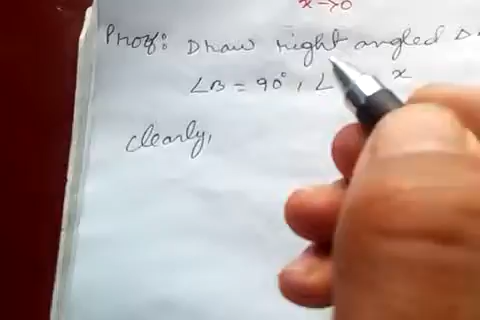 x→0
Proof: Draw right angled Δ
∠B = 90°, ∠ x
clearly,